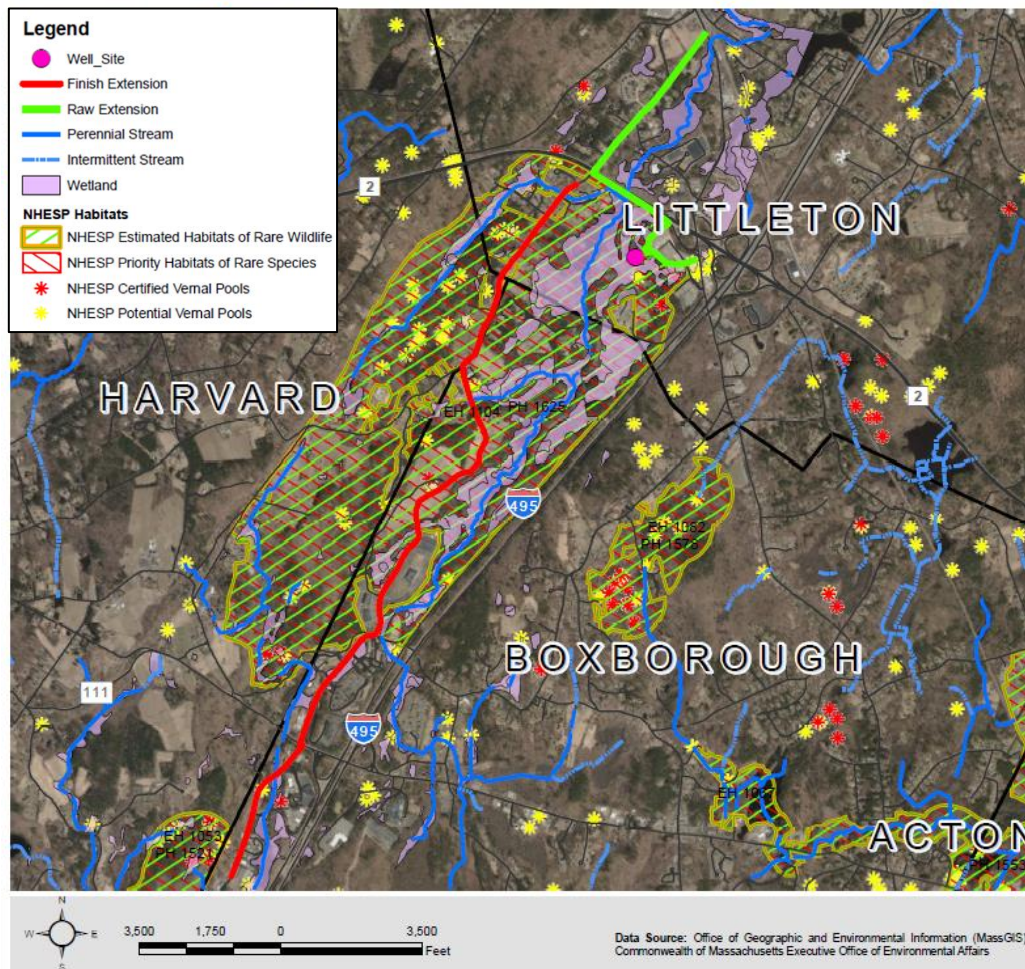 Legend
Well_Site
Finish Extension
Raw Extension
Perennial Stream
Intermittent Stream
Wetland
NHESP Habitats
NHESP Estimated Habitats of Rare Wildlife
NHESP Priority Habitats of Rare Species
NHESP Certified Vernal Pools
NHESP Potential Vernal Pools
2
LITTLETON
HARVARD
2
EH 1104 PH 1625
495
EH 1062
PH 1578
BOXBOROUGH
111
495
EH 1053
PH 1521
ACTON
N
W E
S
3,500 1,750 0 3,500
Feet
Data Source: Office of Geographic and Environmental Information (MassGIS)
Commonwealth of Massachusetts Executive Office of Environmental Affairs